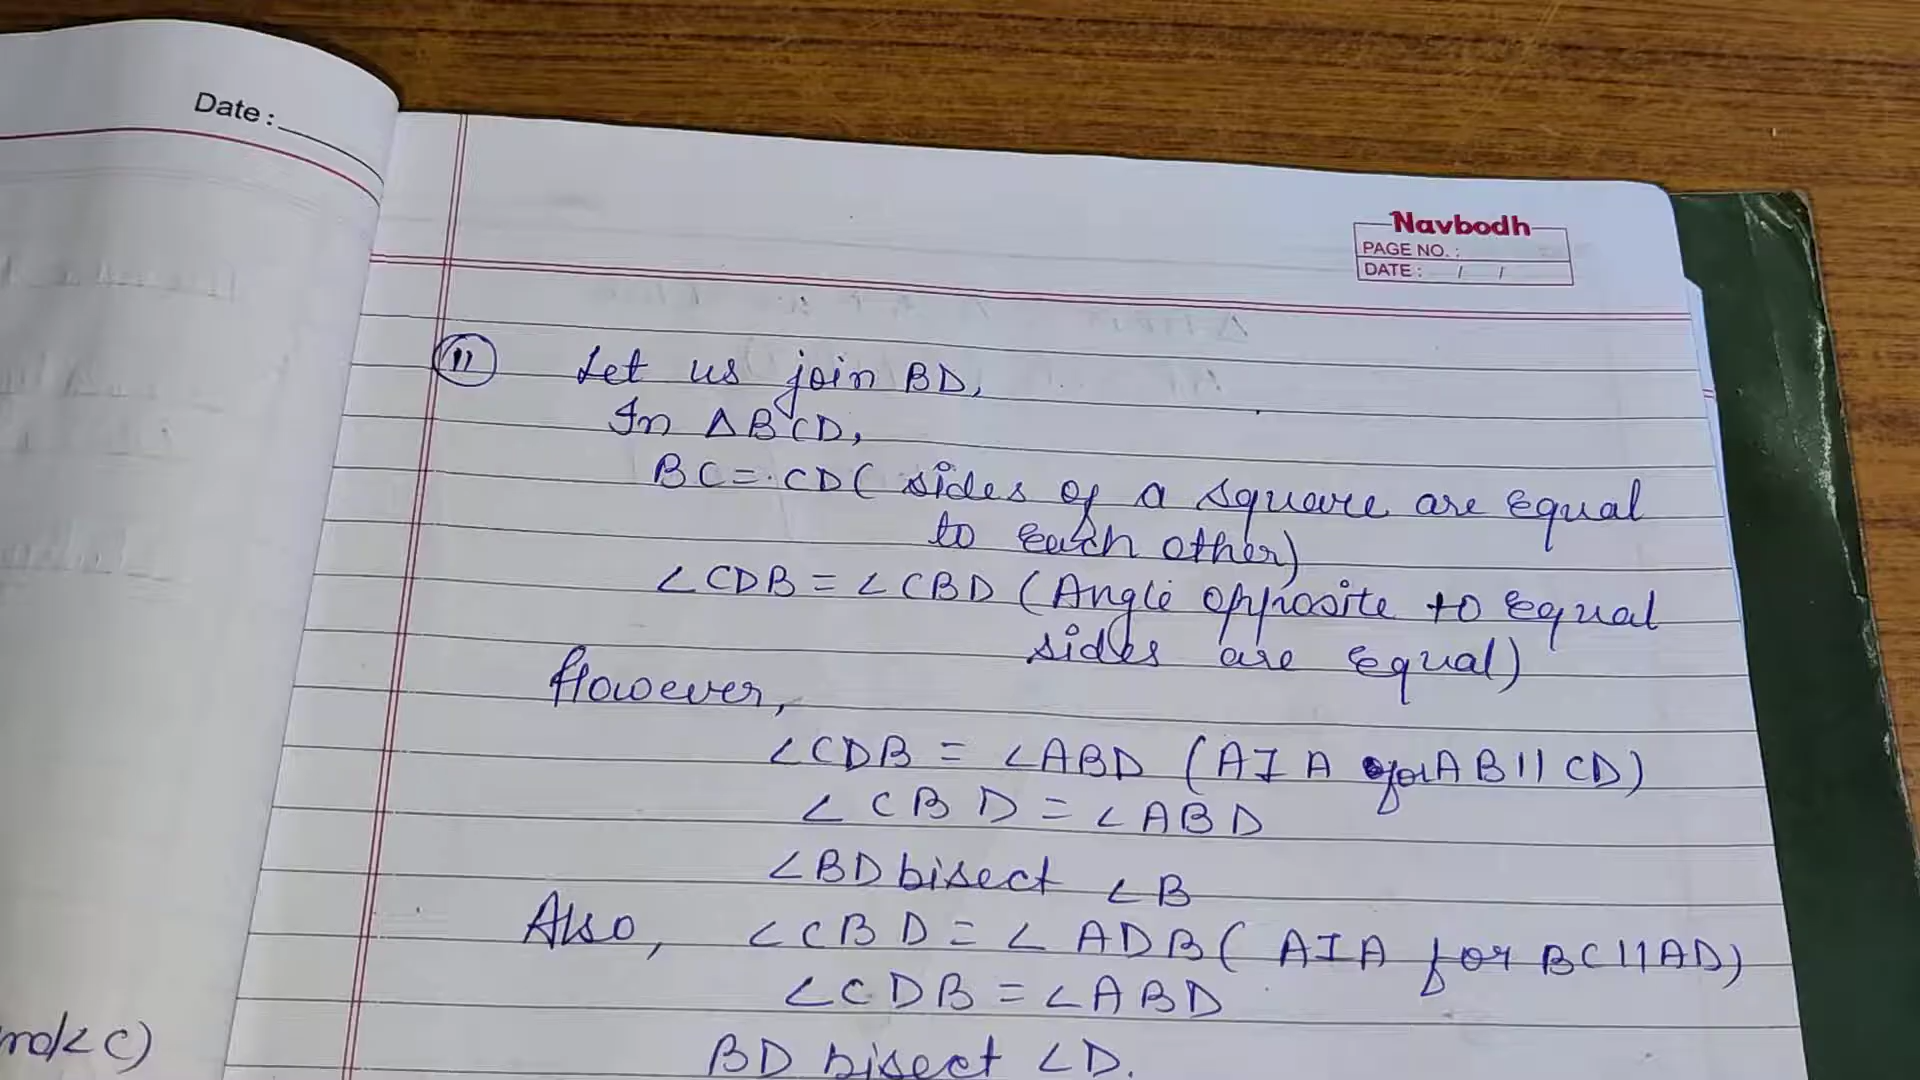 Date :
Navbodh
PAGE NO. :
DATE : / /
(11) Let us join BD,
In ΔBCD,
BC = CD ( sides of a square are equal
to each other)
∠CDB = ∠CBD (Angle opposite to equal
sides are equal)
However,
∠CDB = ∠ABD (AIA for AB || CD)
∠CBD = ∠ABD
∠BD bisect ∠B
Also, ∠CBD = ∠ADB ( AIA for BC || AD)
∠CDB = ∠ABD
BD bisect ∠D.
∠C)